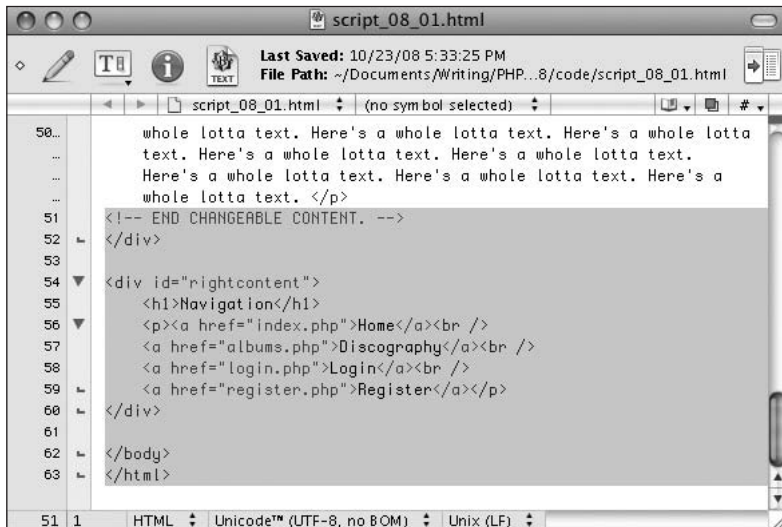 script_08_01.html
T
TEXT
Last Saved: 10/23/08 5:33:25 PM
File Path: ~/Documents/Writing/PHP...8/code/script_08_01.html
script_08_01.html (no symbol selected) #
50… whole lotta text. Here's a whole lotta text. Here's a whole lotta
… text. Here's a whole lotta text. Here's a whole lotta text.
… Here's a whole lotta text. Here's a whole lotta text. Here's a
… whole lotta text. </p>
51 <!-- END CHANGEABLE CONTENT. -->
52 </div>
53
54 <div id="rightcontent">
55 <h1>Navigation</h1>
56 <p><a href="index.php">Home</a><br />
57 <a href="albums.php">Discography</a><br />
58 <a href="login.php">Login</a><br />
59 <a href="register.php">Register</a></p>
60 </div>
61
62 </body>
63 </html>
51 1 HTML Unicode™ (UTF-8, no BOM) Unix (LF)